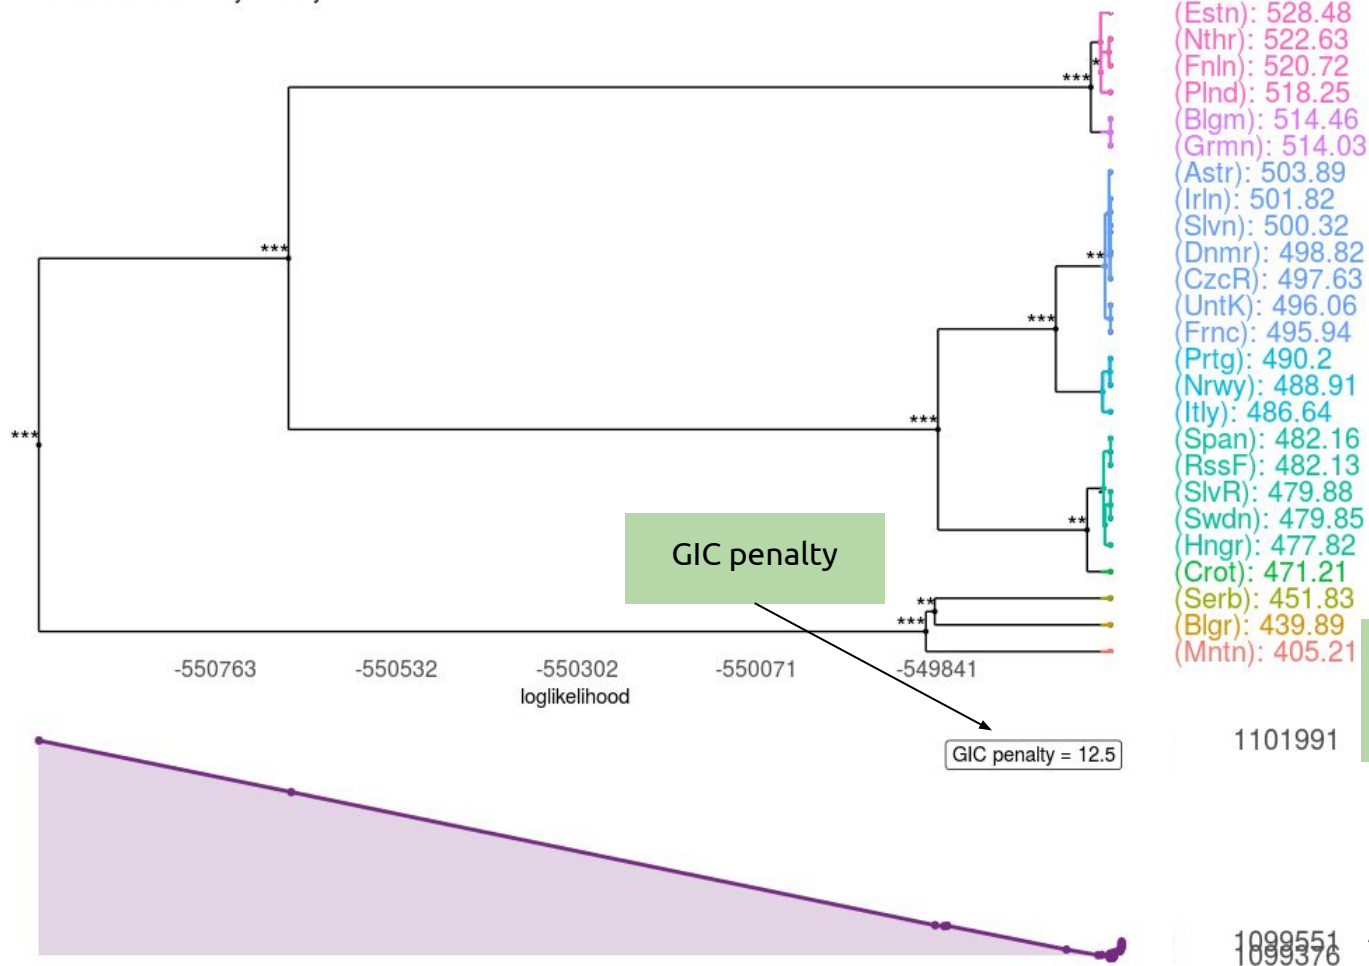 (Estn): 528.48
(Nthr): 522.63
(Fnln): 520.72
(Plnd): 518.25
(Blgm): 514.46
(Grmn): 514.03
(Astr): 503.89
(Irln): 501.82
(Slvn): 500.32
(Dnmr): 498.82
(CzcR): 497.63
(UntK): 496.06
(Frnc): 495.94
(Prtg): 490.2
(Nrwy): 488.91
(Itly): 486.64
(Span): 482.16
(RssF): 482.13
(SlvR): 479.88
(Swdn): 479.85
(Hngr): 477.82
(Crot): 471.21
(Serb): 451.83
(Blgr): 439.89
(Mntn): 405.21
***
*
***
**
***
***
***
**
**
***
GIC penalty
-550763 -550532 -550302 -550071 -549841
loglikelihood
GIC penalty = 12.5
1101991
1099551
1099376